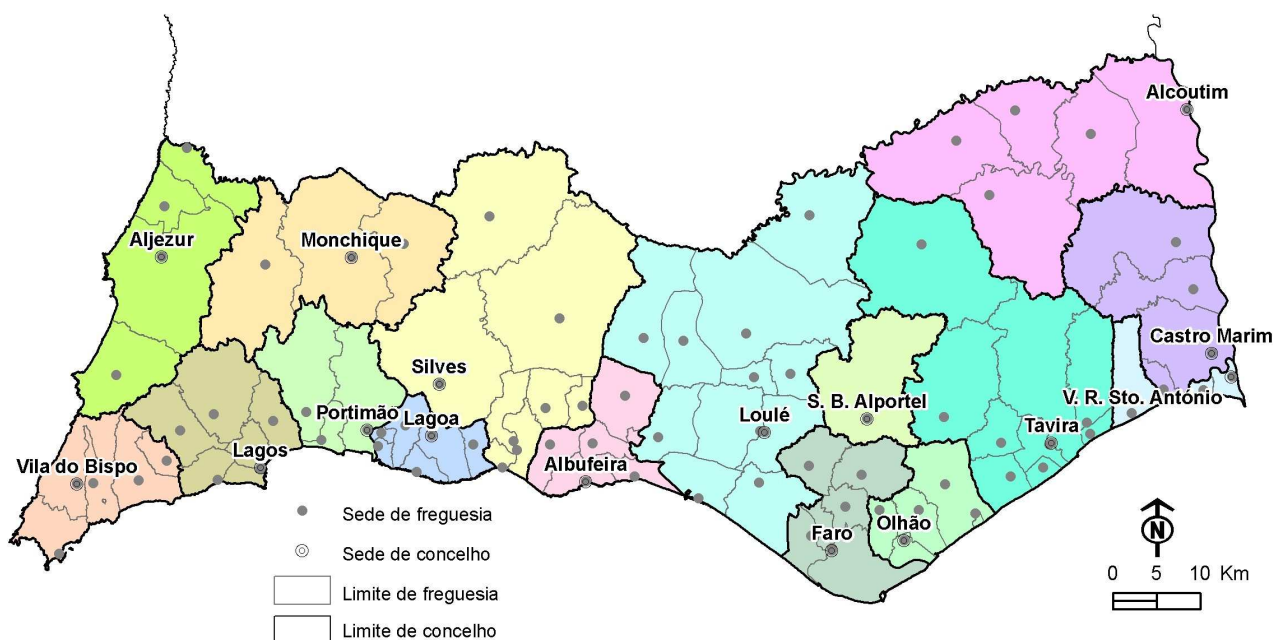 Alcoutim
Aljezur
Monchique
Castro Marim
Silves
V. R. Sto. António
S. B. Alportel
Portimão
Lagoa
Loulé
Tavira
Lagos
Vila do Bispo
Albufeira
Faro
Olhão
Sede de freguesia
Sede de concelho
Limite de freguesia
Limite de concelho
N
0 5 10 Km